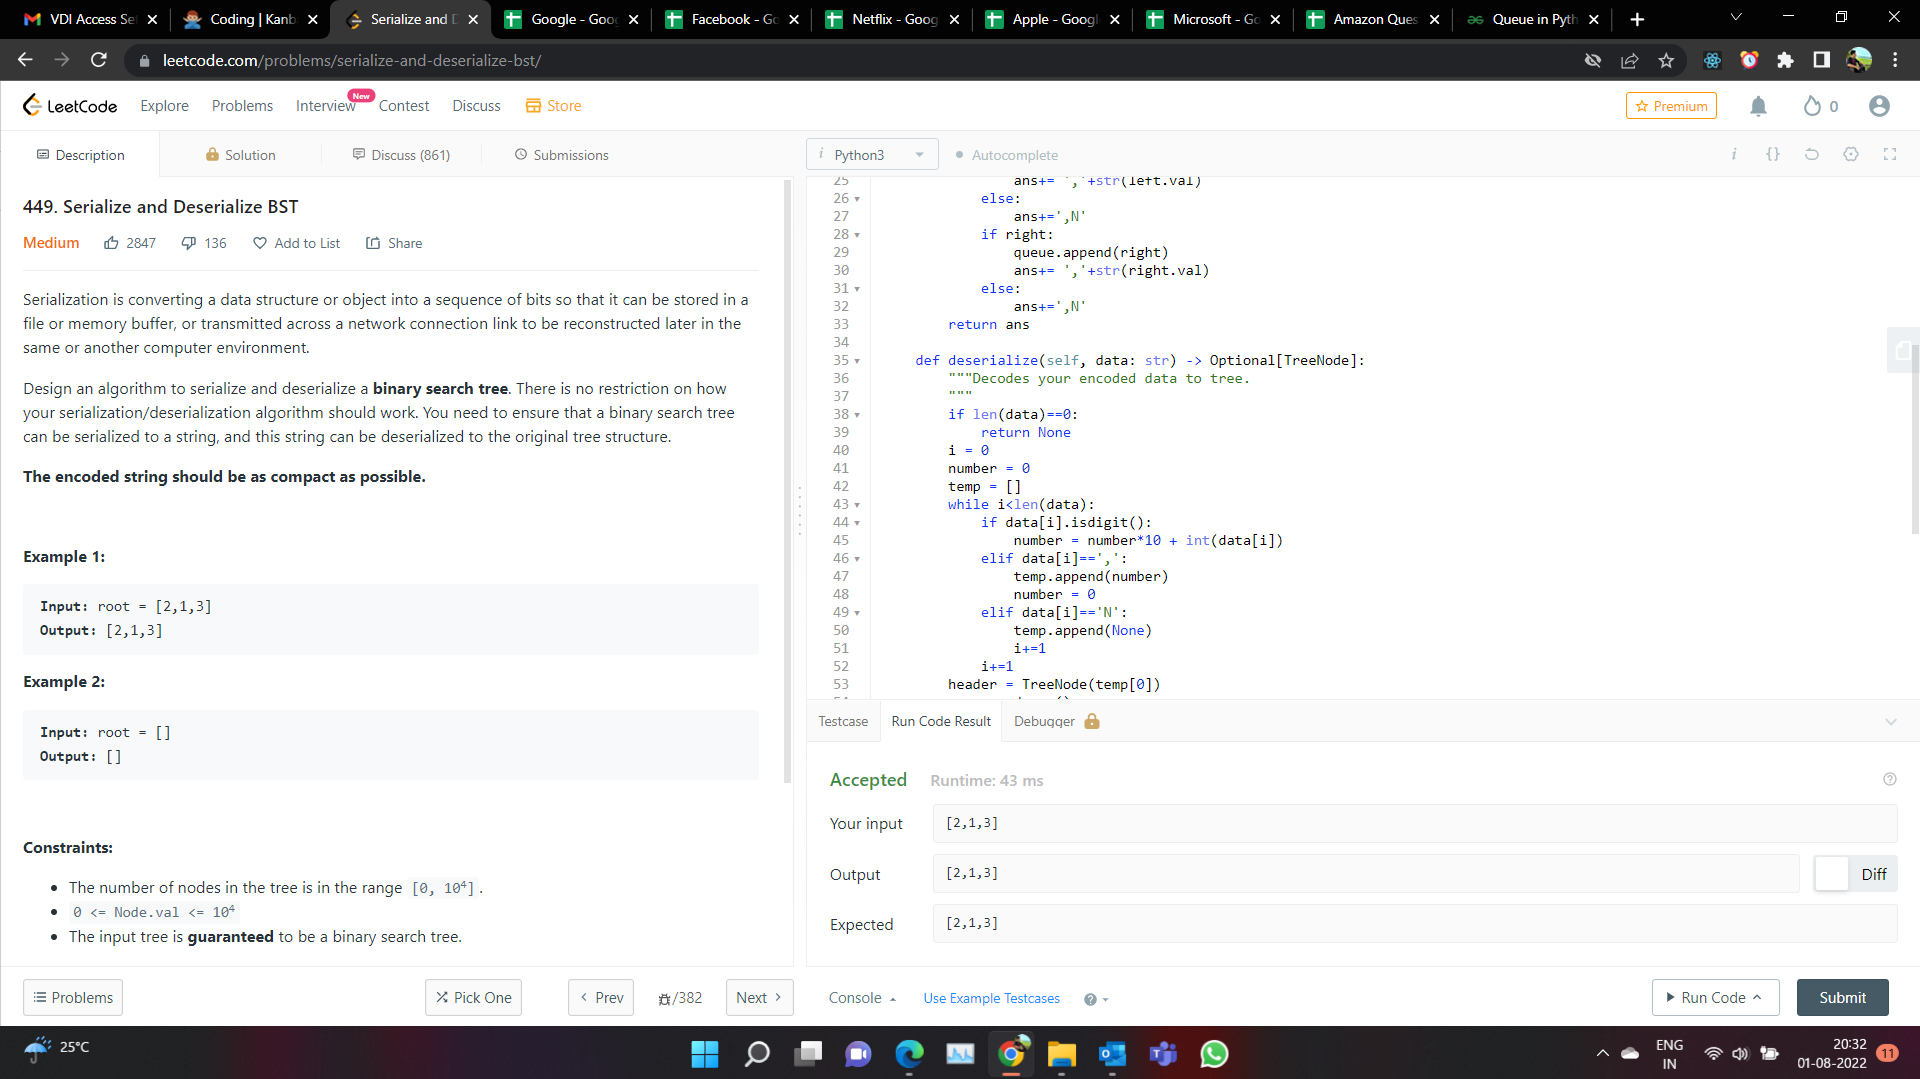 VDI Access Se
Coding | Kanb
Serialize and D
Google - Goog
Facebook - Go
Netflix - Goog
Apple - Googl
Microsoft - Go
Amazon Ques
Queue in Pyth
leetcode.com/problems/serialize-and-deserialize-bst/
LeetCode
Explore
Problems
Interview
New
Contest
Discuss
Store
Premium
0
Description
Solution
Discuss (861)
Submissions
i Python3
Autocomplete
i {}
449. Serialize and Deserialize BST
Medium
2847
136
Add to List
Share
Serialization is converting a data structure or object into a sequence of bits so that it can be stored in a
file or memory buffer, or transmitted across a network connection link to be reconstructed later in the
same or another computer environment.
Design an algorithm to serialize and deserialize a binary search tree. There is no restriction on how
your serialization/deserialization algorithm should work. You need to ensure that a binary search tree
can be serialized to a string, and this string can be deserialized to the original tree structure.
The encoded string should be as compact as possible.
Example 1:
Input: root = [2,1,3]
Output: [2,1,3]
Example 2:
Input: root = []
Output: []
Constraints:
• The number of nodes in the tree is in the range [0, 10⁴].
• 0 <= Node.val <= 10⁴
• The input tree is guaranteed to be a binary search tree.
25 ans+= ','+str(left.val)
26 else:
27 ans+=',N'
28 if right:
29 queue.append(right)
30 ans+= ','+str(right.val)
31 else:
32 ans+=',N'
33 return ans
34
35 def deserialize(self, data: str) -> Optional[TreeNode]:
36 """Decodes your encoded data to tree.
37 """
38 if len(data)==0:
39 return None
40 i = 0
41 number = 0
42 temp = []
43 while i<len(data):
44 if data[i].isdigit():
45 number = number*10 + int(data[i])
46 elif data[i]==',':
47 temp.append(number)
48 number = 0
49 elif data[i]=='N':
50 temp.append(None)
51 i+=1
52 i+=1
53 header = TreeNode(temp[0])
Testcase
Run Code Result
Debugger
Accepted
Runtime: 43 ms
Your input
[2,1,3]
Output
[2,1,3]
Diff
Expected
[2,1,3]
Problems
Pick One
Prev
/382
Next
Console
Use Example Testcases
Run Code
Submit
25°C
ENG
IN
20:32
01-08-2022
11